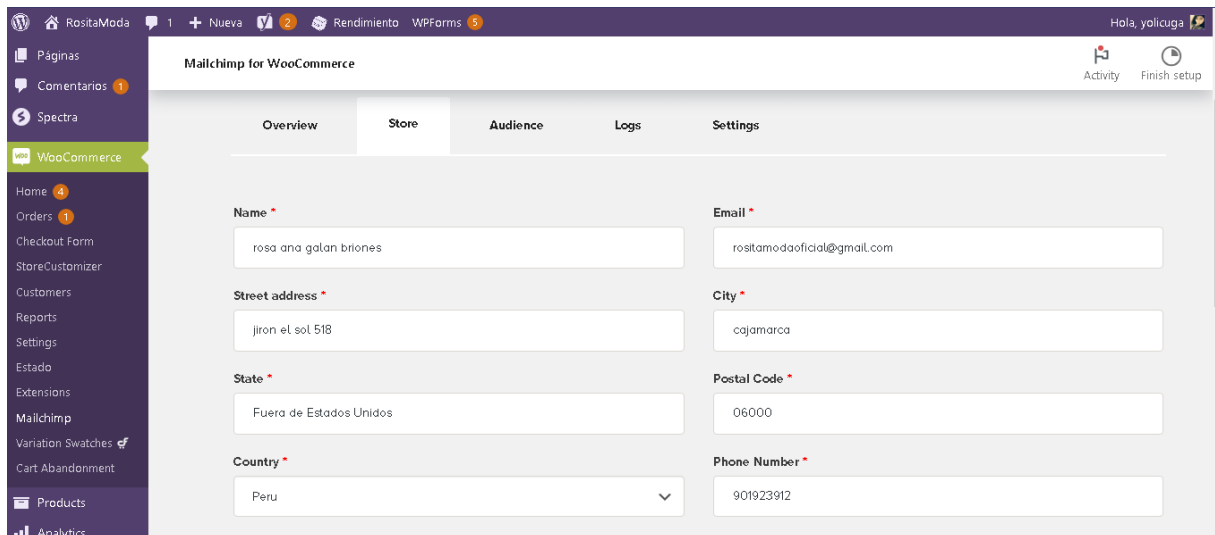 RositaModa 1 Nueva 2 Rendimiento WPForms 5 Hola, yolicuga
Páginas
Comentarios 1
Spectra
WooCommerce
Home 4
Orders 1
Checkout Form
StoreCustomizer
Customers
Reports
Settings
Estado
Extensions
Mailchimp
Variation Swatches
Cart Abandonment
Products
Analytics
Mailchimp for WooCommerce
Activity Finish setup
Overview Store Audience Logs Settings
Name * Email *
rosa ana galan briones rositamodaoficial@gmail.com
Street address * City *
jiron el sol 518 cajamarca
State * Postal Code *
Fuera de Estados Unidos 06000
Country * Phone Number *
Peru 901923912